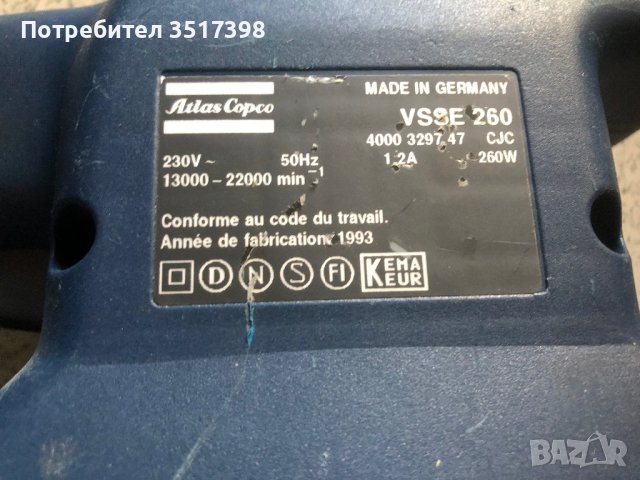 Потребител 3517398
Atlas Copco
MADE IN GERMANY
VSSE 260
4000 3297 47 CJC
230V ~ 50Hz 1,2A 260W
13000 – 22000 min⁻¹
Conforme au code du travail.
Année de fabrication: 1993
D N S FI KEMA KEUR
BAZAR